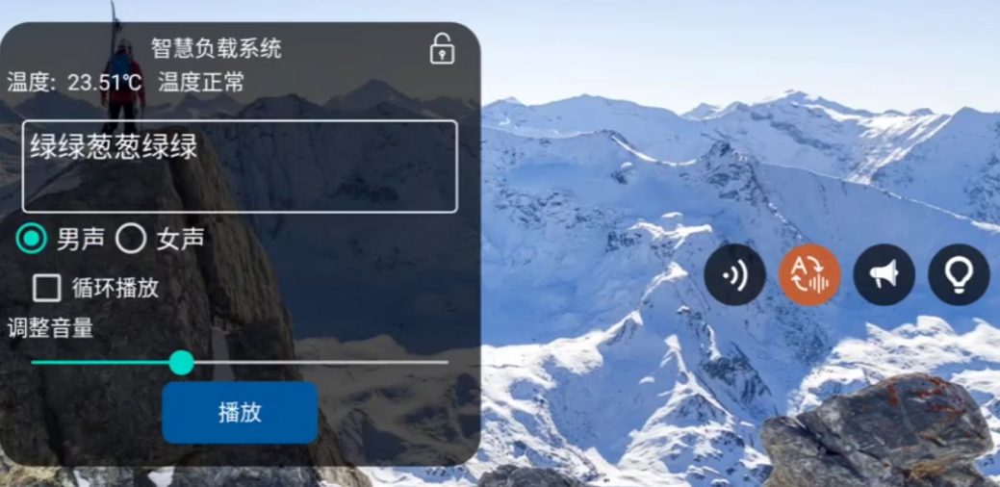 智慧负载系统
温度: 23.51℃ 温度正常
绿绿葱葱绿绿
男声 女声
循环播放
调整音量
播放
A